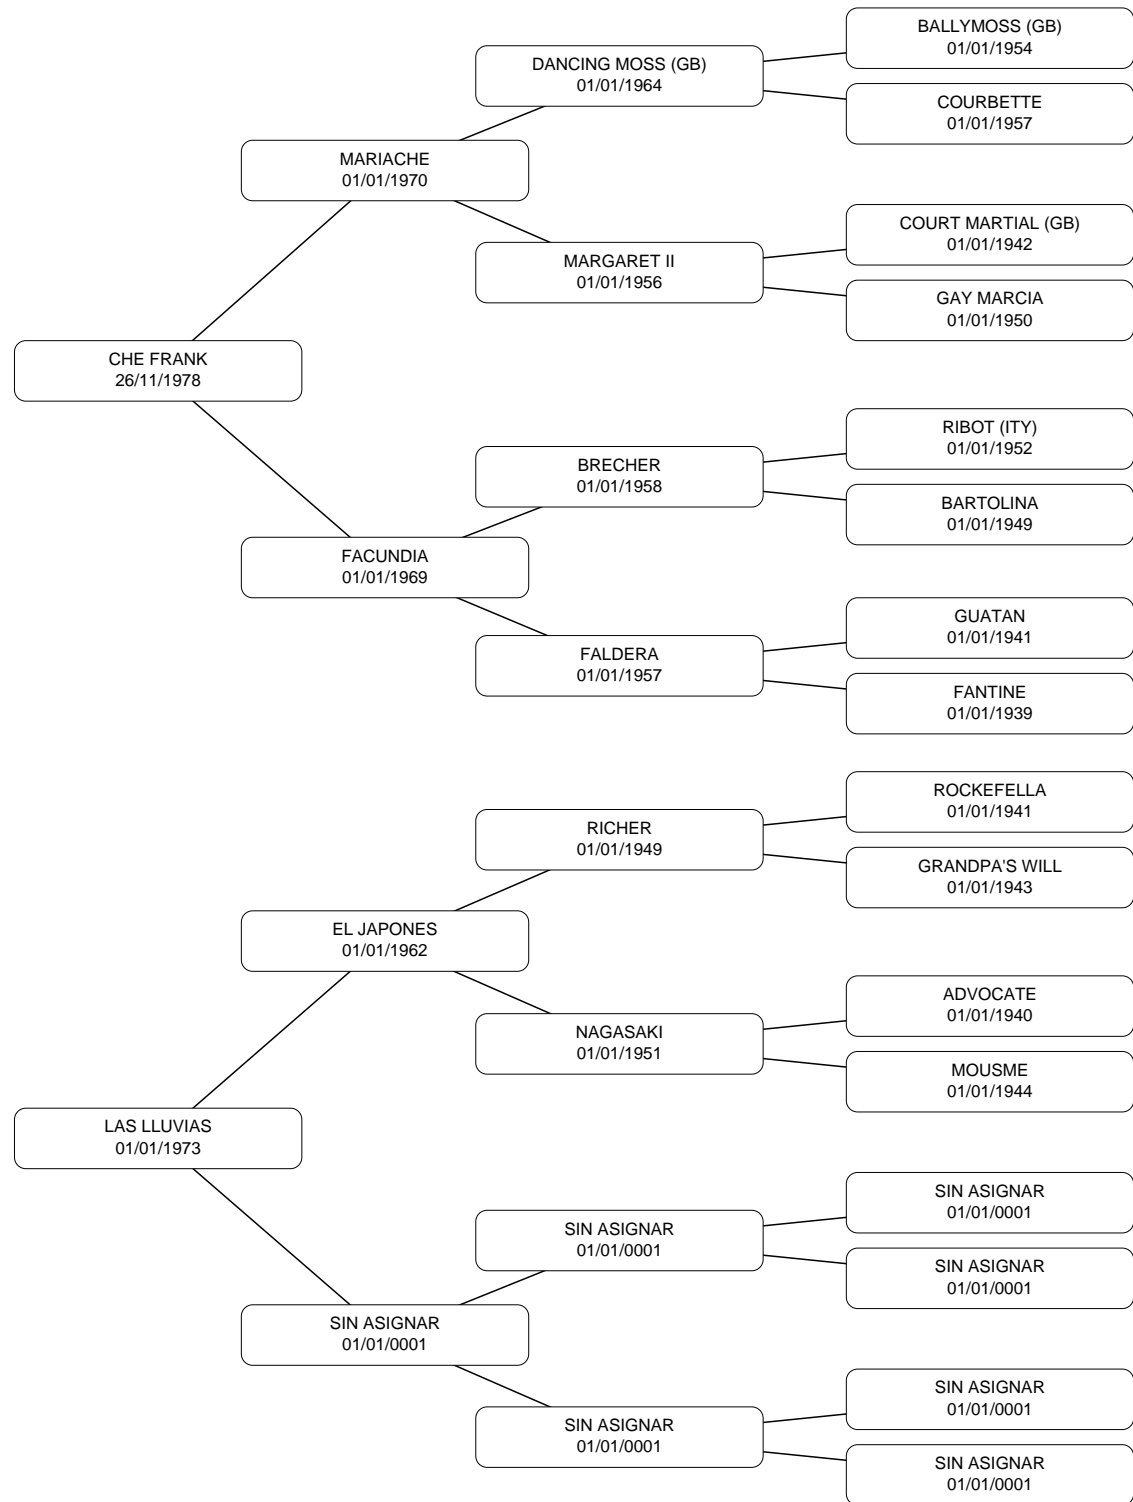 BALLYMOSS (GB)
01/01/1954
DANCING MOSS (GB)
01/01/1964
COURBETTE
01/01/1957
MARIACHE
01/01/1970
COURT MARTIAL (GB)
01/01/1942
MARGARET II
01/01/1956
GAY MARCIA
01/01/1950
CHE FRANK
26/11/1978
RIBOT (ITY)
01/01/1952
BRECHER
01/01/1958
BARTOLINA
01/01/1949
FACUNDIA
01/01/1969
GUATAN
01/01/1941
FALDERA
01/01/1957
FANTINE
01/01/1939
ROCKEFELLA
01/01/1941
RICHER
01/01/1949
GRANDPA'S WILL
01/01/1943
EL JAPONES
01/01/1962
ADVOCATE
01/01/1940
NAGASAKI
01/01/1951
MOUSME
01/01/1944
LAS LLUVIAS
01/01/1973
SIN ASIGNAR
01/01/0001
SIN ASIGNAR
01/01/0001
SIN ASIGNAR
01/01/0001
SIN ASIGNAR
01/01/0001
SIN ASIGNAR
01/01/0001
SIN ASIGNAR
01/01/0001
SIN ASIGNAR
01/01/0001